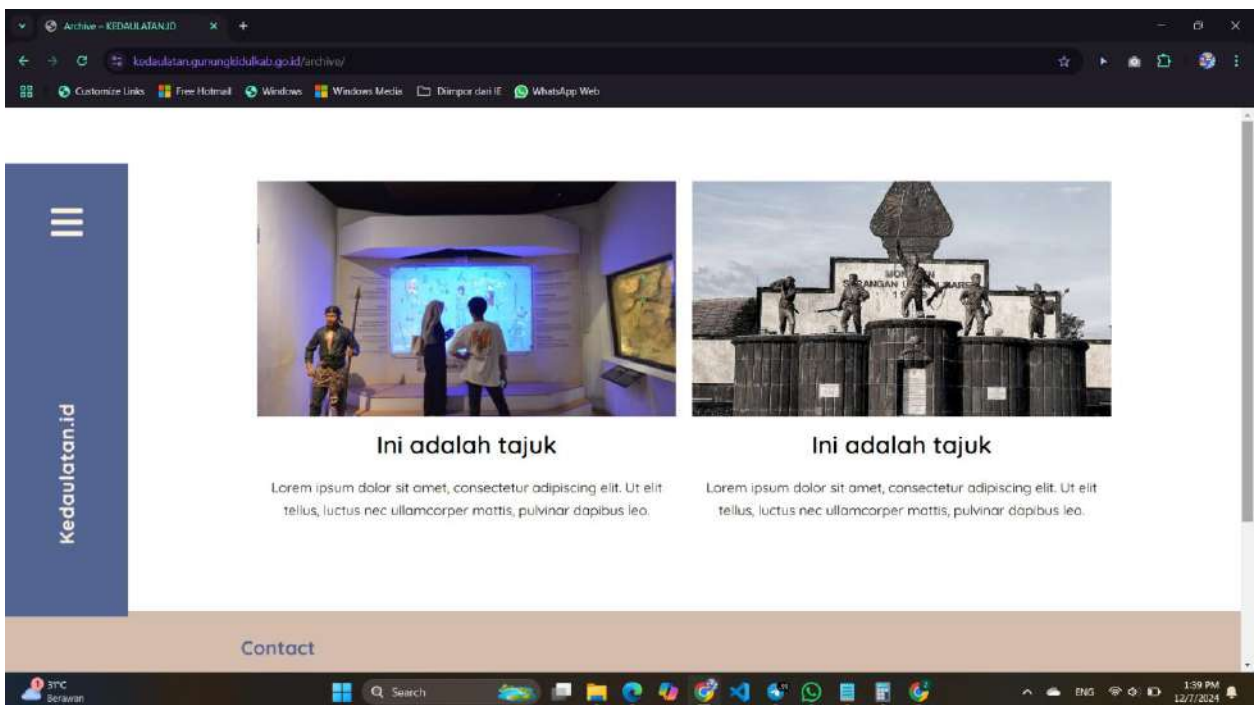 Archive – KEDAULATAN.ID
kedaulatan.gunungkidulkab.go.id/archive/
Customize Links
Free Hotmail
Windows
Windows Media
Diimpor dari IE
WhatsApp Web
Kedaulatan.id
1
Ini adalah tajuk
Lorem ipsum dolor sit amet, consectetur adipiscing elit. Ut elit
tellus, luctus nec ullamcorper mattis, pulvinar dapibus leo.
Ini adalah tajuk
Lorem ipsum dolor sit amet, consectetur adipiscing elit. Ut elit
tellus, luctus nec ullamcorper mattis, pulvinar dapibus leo.
Contact
1
31°C
Berawan
Search
ENG
1:39 PM
12/7/2024